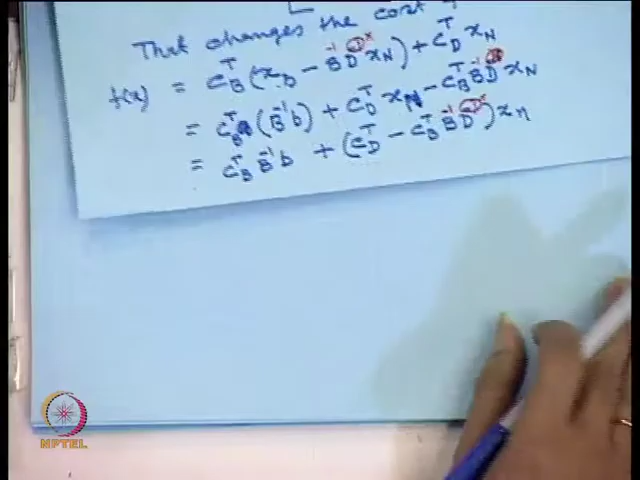 That changes the cost
f(x) = C_B^T (x_D - B^{-1} D x_N) + C_D^T x_N
= C_B^T (B^{-1} b) + C_D^T x_N - C_B^T B^{-1} D x_N
= C_B^T B^{-1} b + (C_D^T - C_B^T B^{-1} D) x_N
NPTEL